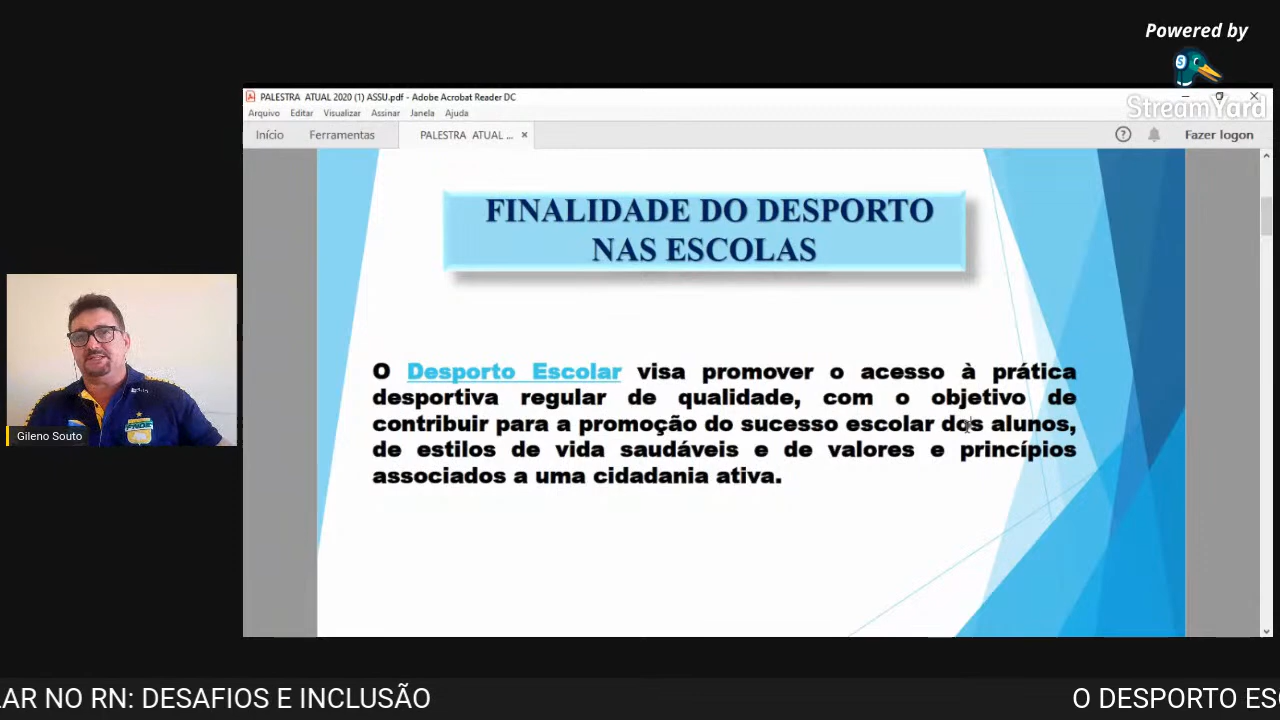 Powered by
StreamYard
PALESTRA ATUAL 2020 (1) ASSU.pdf - Adobe Acrobat Reader DC
Arquivo Editar Visualizar Assinar Janela Ajuda
Início Ferramentas PALESTRA ATUAL ... × Fazer logon
FINALIDADE DO DESPORTO
NAS ESCOLAS
O Desporto Escolar visa promover o acesso à prática
desportiva regular de qualidade, com o objetivo de
contribuir para a promoção do sucesso escolar dos alunos,
de estilos de vida saudáveis e de valores e princípios
associados a uma cidadania ativa.
Gileno Souto
LAR NO RN: DESAFIOS E INCLUSÃO O DESPORTO ESC